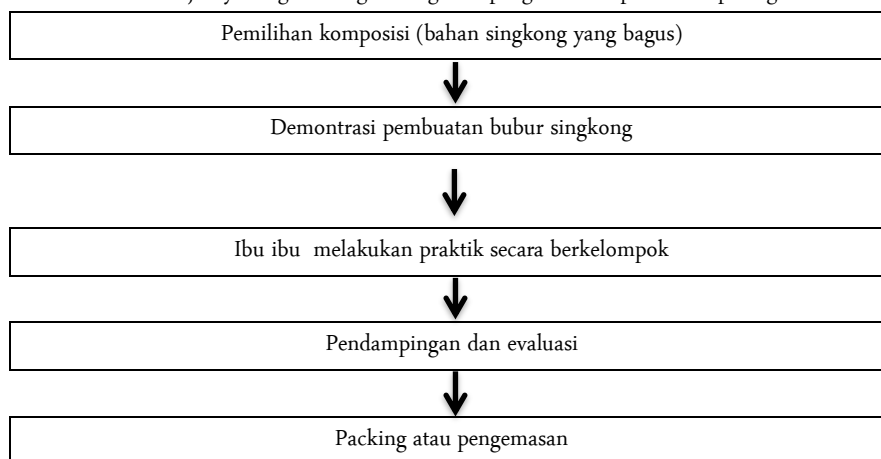 Pemilihan komposisi (bahan singkong yang bagus)
Demontrasi pembuatan bubur singkong
Ibu ibu  melakukan praktik secara berkelompok
Pendampingan dan evaluasi
Packing atau pengemasan